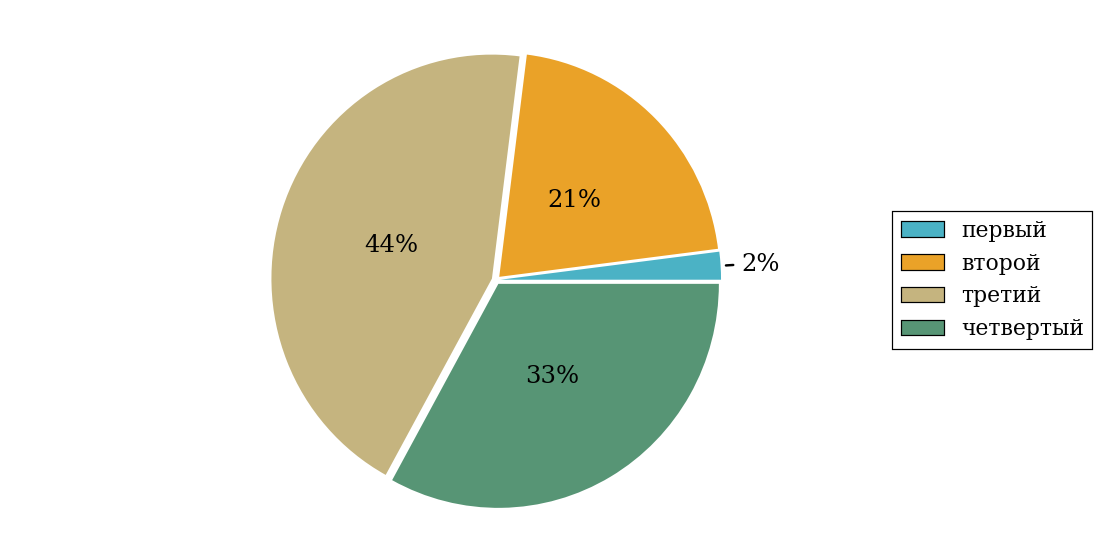 21%
44%
2%
33%
первый
второй
третий
четвертый